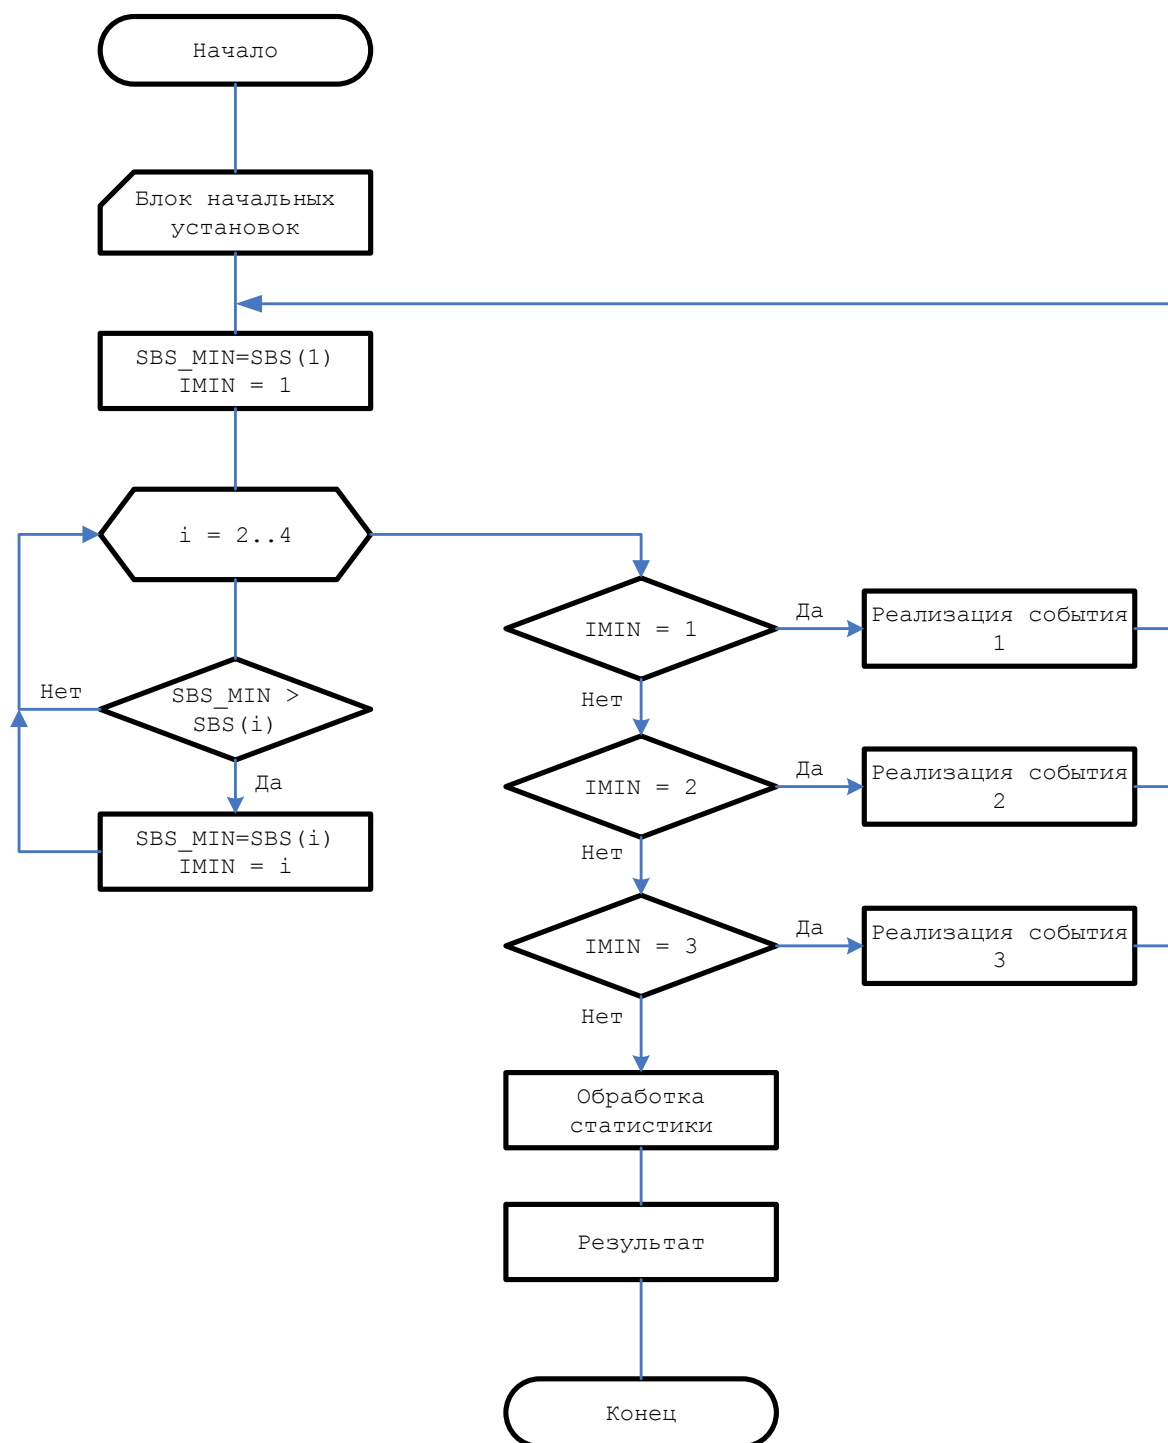 Начало
Блок начальных
установок
SBS_MIN=SBS(1)
IMIN = 1
i = 2..4
SBS_MIN >
SBS(i)
Нет
Да
SBS_MIN=SBS(i)
IMIN = i
IMIN = 1
Да
Реализация события
1
Нет
IMIN = 2
Да
Реализация события
2
Нет
IMIN = 3
Да
Реализация события
3
Нет
Обработка
статистики
Результат
Конец